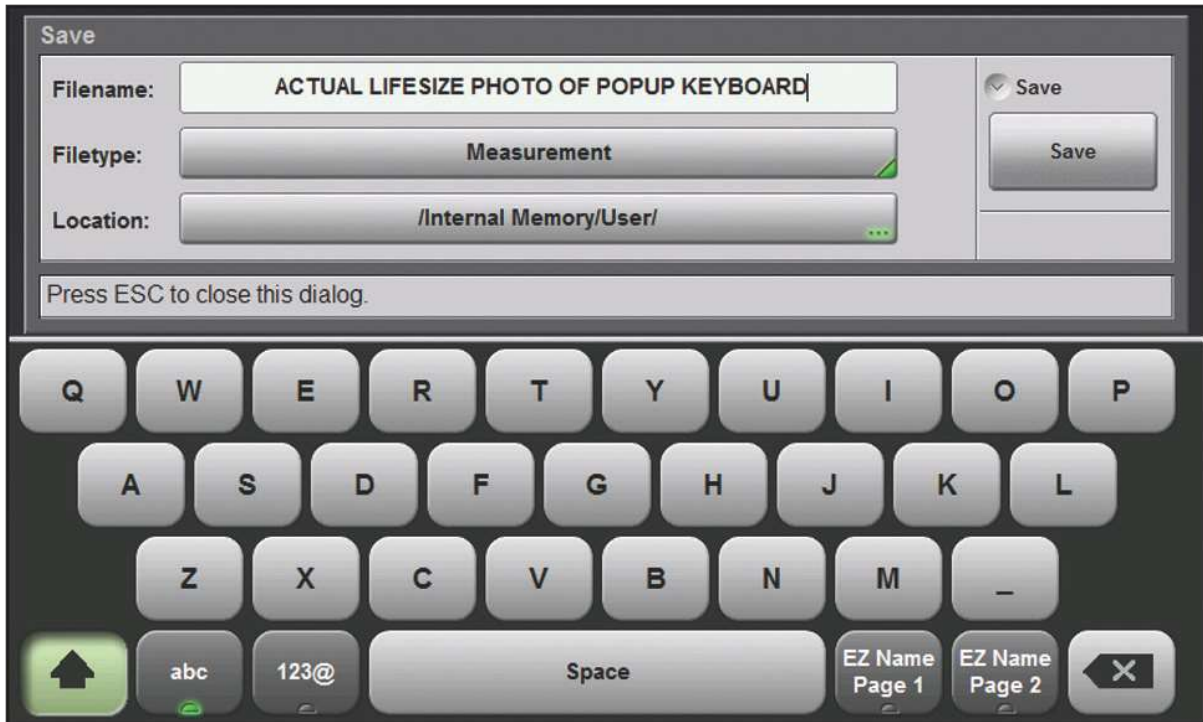 Save
Filename: ACTUAL LIFESIZE PHOTO OF POPUP KEYBOARD
Save
Filetype: Measurement
Save
Location: /Internal Memory/User/
Press ESC to close this dialog.
Q W E R T Y U I O P
A S D F G H J K L
Z X C V B N M _
abc 123@ Space EZ Name Page 1 EZ Name Page 2